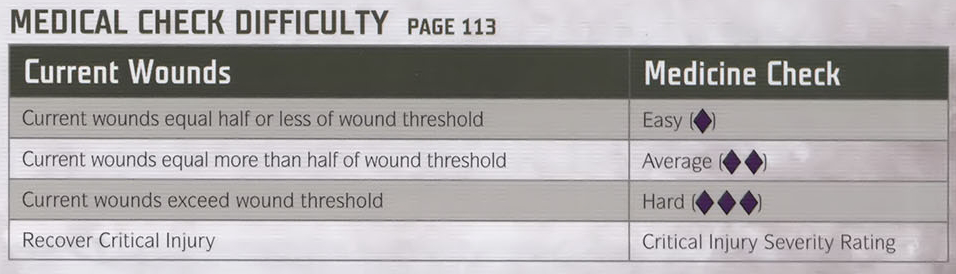 MEDICAL CHECK DIFFICULTY PAGE 113
Current Wounds Medicine Check
Current wounds equal half or less of wound threshold Easy (♦)
Current wounds equal more than half of wound threshold Average (♦♦)
Current wounds exceed wound threshold Hard (♦♦♦)
Recover Critical Injury Critical Injury Severity Rating